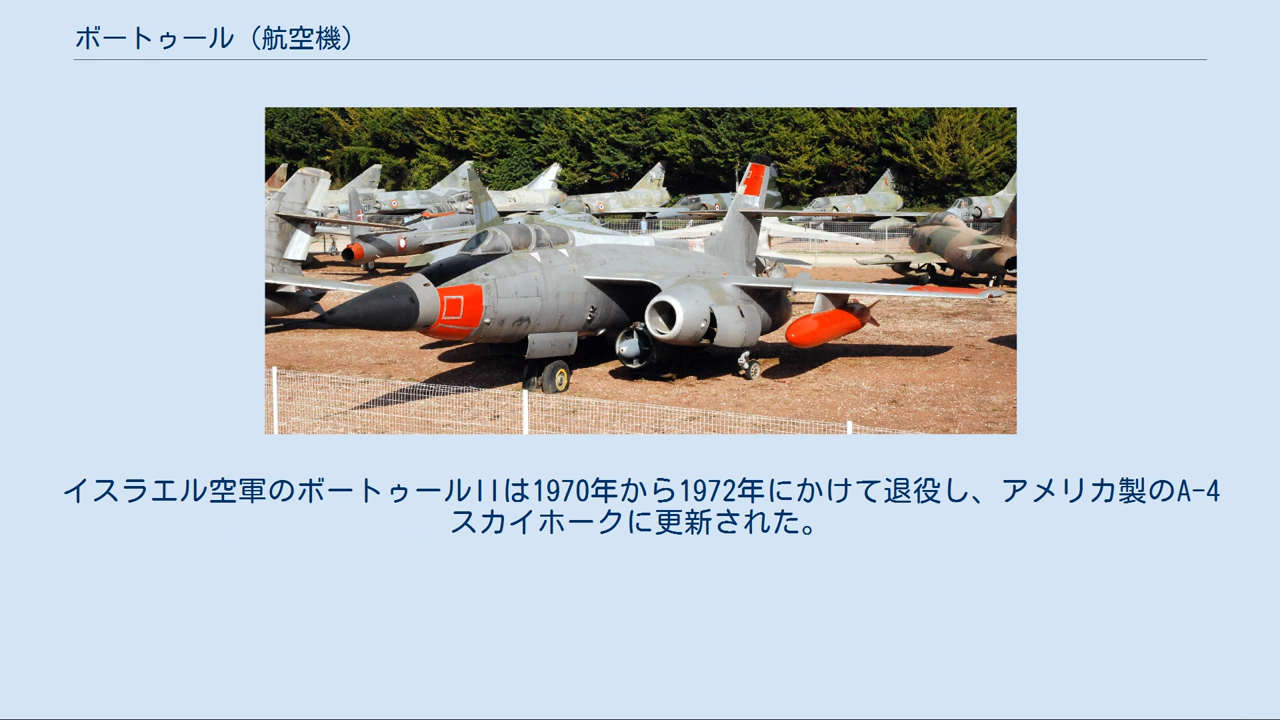 ボートゥール（航空機）
イスラエル空軍のボートゥールIIは1970年から1972年にかけて退役し、アメリカ製のA-4
スカイホークに更新された。